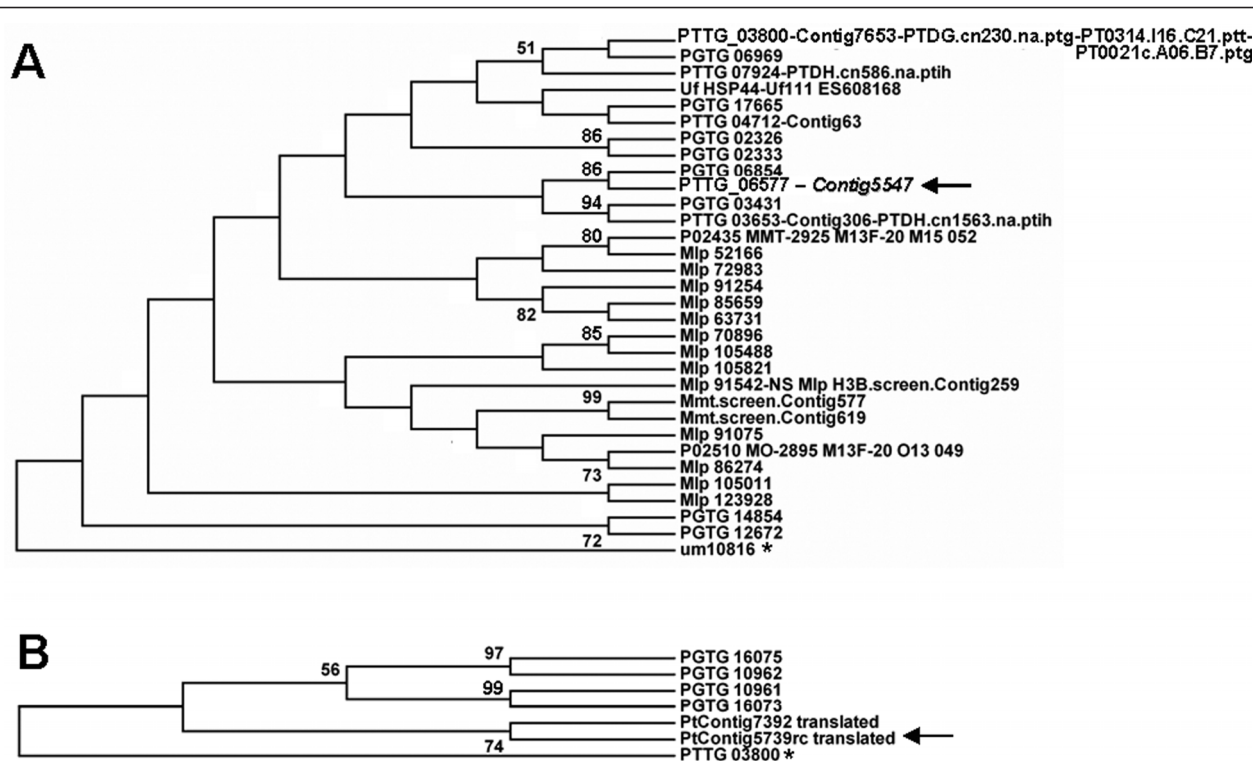 A
PTTG_03800-Contig7653-PTDG.cn230.na.ptg-PT0314.I16.C21.ptt-
PT0021c.A06.B7.ptg
51
PGTG 06969
PTTG 07924-PTDH.cn586.na.ptih
Uf HSP44-Uf111 ES608168
PGTG 17665
PTTG 04712-Contig63
86
PGTG 02326
PGTG 02333
86
PGTG 06854
PTTG_06577 – Contig5547
94
PGTG 03431
PTTG 03653-Contig306-PTDH.cn1563.na.ptih
80
P02435 MMT-2925 M13F-20 M15 052
Mlp 52166
Mlp 72983
Mlp 91254
82
Mlp 85659
Mlp 63731
85
Mlp 70896
Mlp 105488
Mlp 105821
Mlp 91542-NS Mlp H3B.screen.Contig259
99
Mmt.screen.Contig577
Mmt.screen.Contig619
Mlp 91075
P02510 MO-2895 M13F-20 O13 049
73
Mlp 86274
Mlp 105011
Mlp 123928
PGTG 14854
PGTG 12672
72
um10816 *
B
97
PGTG 16075
56
PGTG 10962
99
PGTG 10961
PGTG 16073
PtContig7392 translated
PtContig5739rc translated
74
PTTG 03800 *